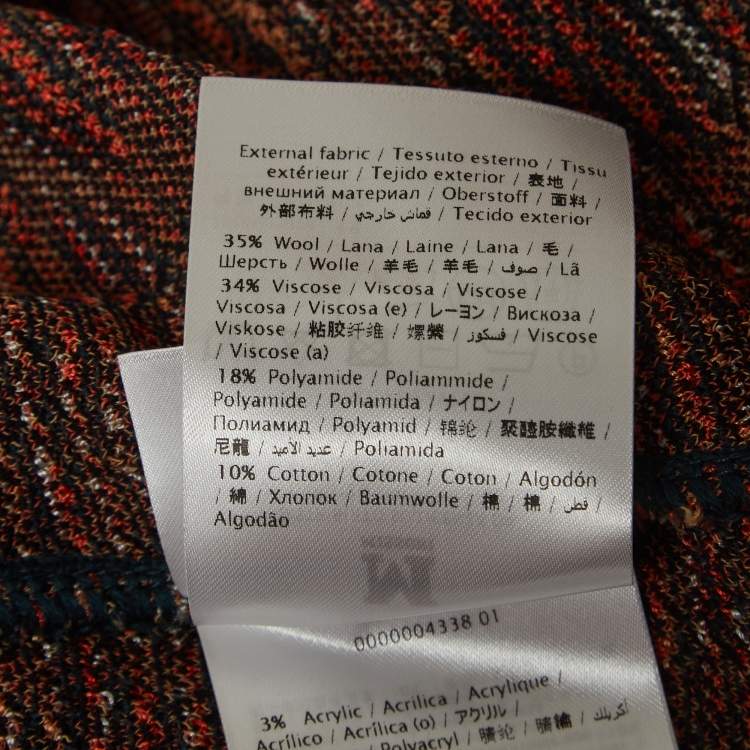 External fabric / Tessuto esterno / Tissu
extérieur / Tejido exterior / 表地 /
внешний материал / Oberstoff / 面料 /
外部布料 / قماش خارجي / Tecido exterior
35% Wool / Lana / Laine / Lana / 毛 /
Шерсть / Wolle / 羊毛 / 羊毛 / صوف / Lã
34% Viscose / Viscosa / Viscose /
Viscosa / Viscosa (e) / レーヨン / Вискоза /
Viskose / 粘胶纤维 / 嫘縈 / فسكوز / Viscose
/ Viscose (a)
18% Polyamide / Poliammide /
Polyamide / Poliamida / ナイロン /
Полиамид / Polyamid / 锦纶 / 聚醯胺纖維 /
尼龍 / عديد الأميد / Poliamida
10% Cotton / Cotone / Coton / Algodón
/ 綿 / Хлопок / Baumwolle / 棉 / 棉 / قطن /
Algodão
M
0000004338 01
3% Acrylic / Acrilica / Acrylique /
Acrílico / Acrílica (o) / アクリル /
Polyacryl / 腈纶 / 腈綸 / أكريلك